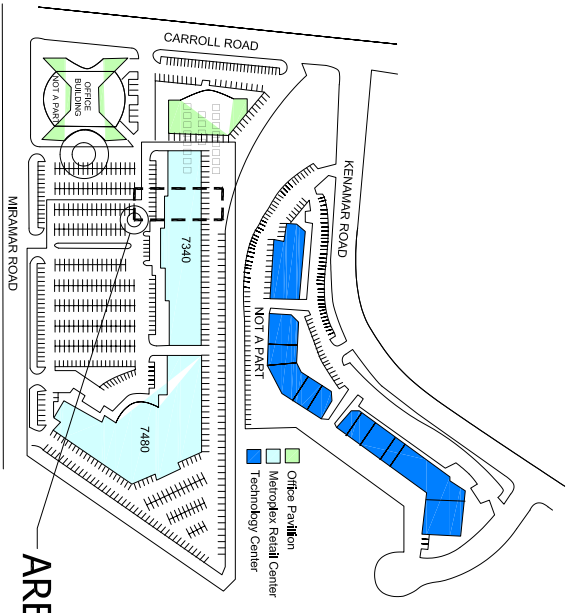 CARROLL ROAD
KENAMAR ROAD
OFFICE
BUILDING
NOT A PART
7340
MIRAMAR ROAD
NOT A PART
7480
Office Pavilion
Metroplex Retail Center
Technology Center
ARE